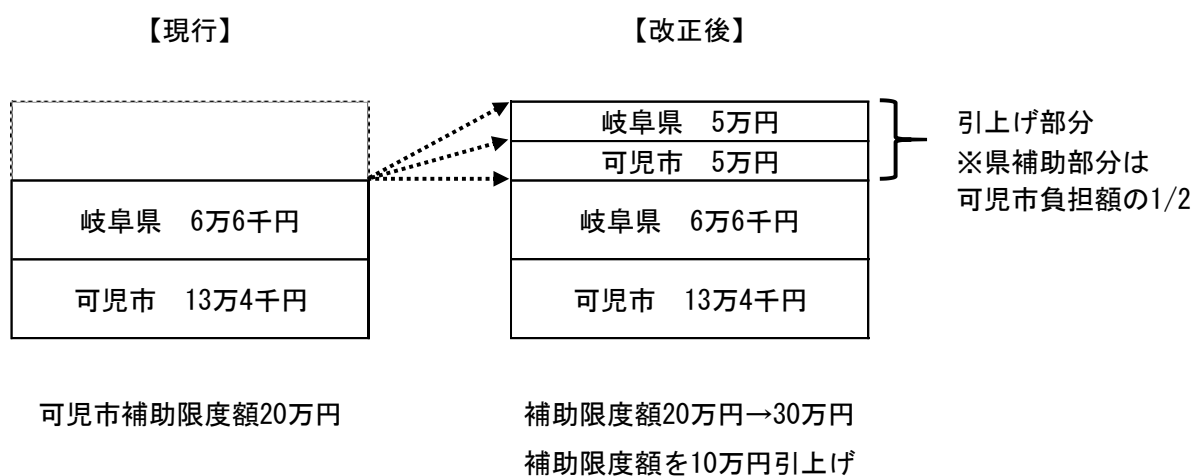 【現行】
【改正後】
岐阜県　6万6千円
可児市　13万4千円
岐阜県　5万円
可児市　5万円
岐阜県　6万6千円
可児市　13万4千円
引上げ部分
※県補助部分は
可児市負担額の1/2
可児市補助限度額20万円
補助限度額20万円→30万円
補助限度額を10万円引上げ